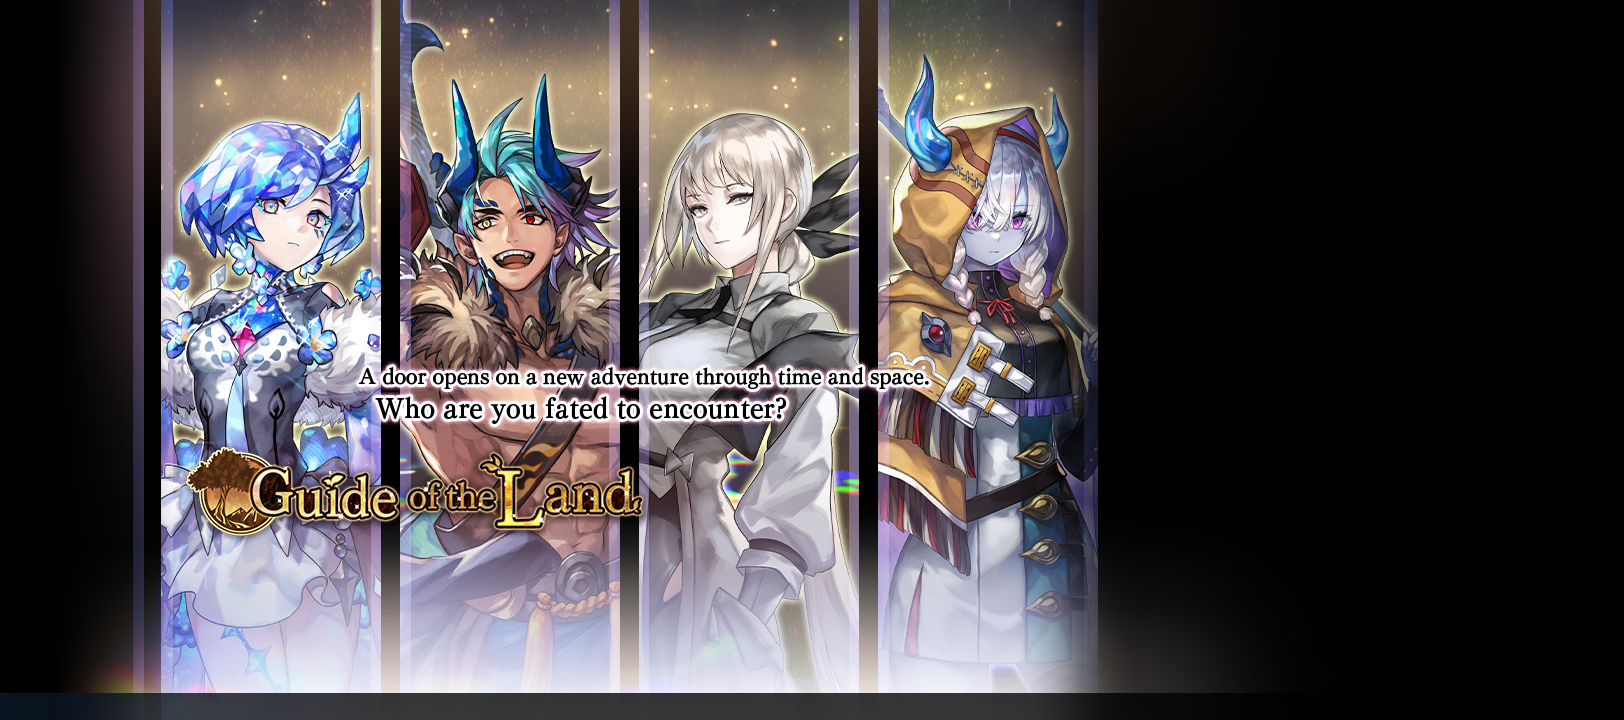 A door opens on a new adventure through time and space.
Who are you fated to encounter?
Guide of the Land